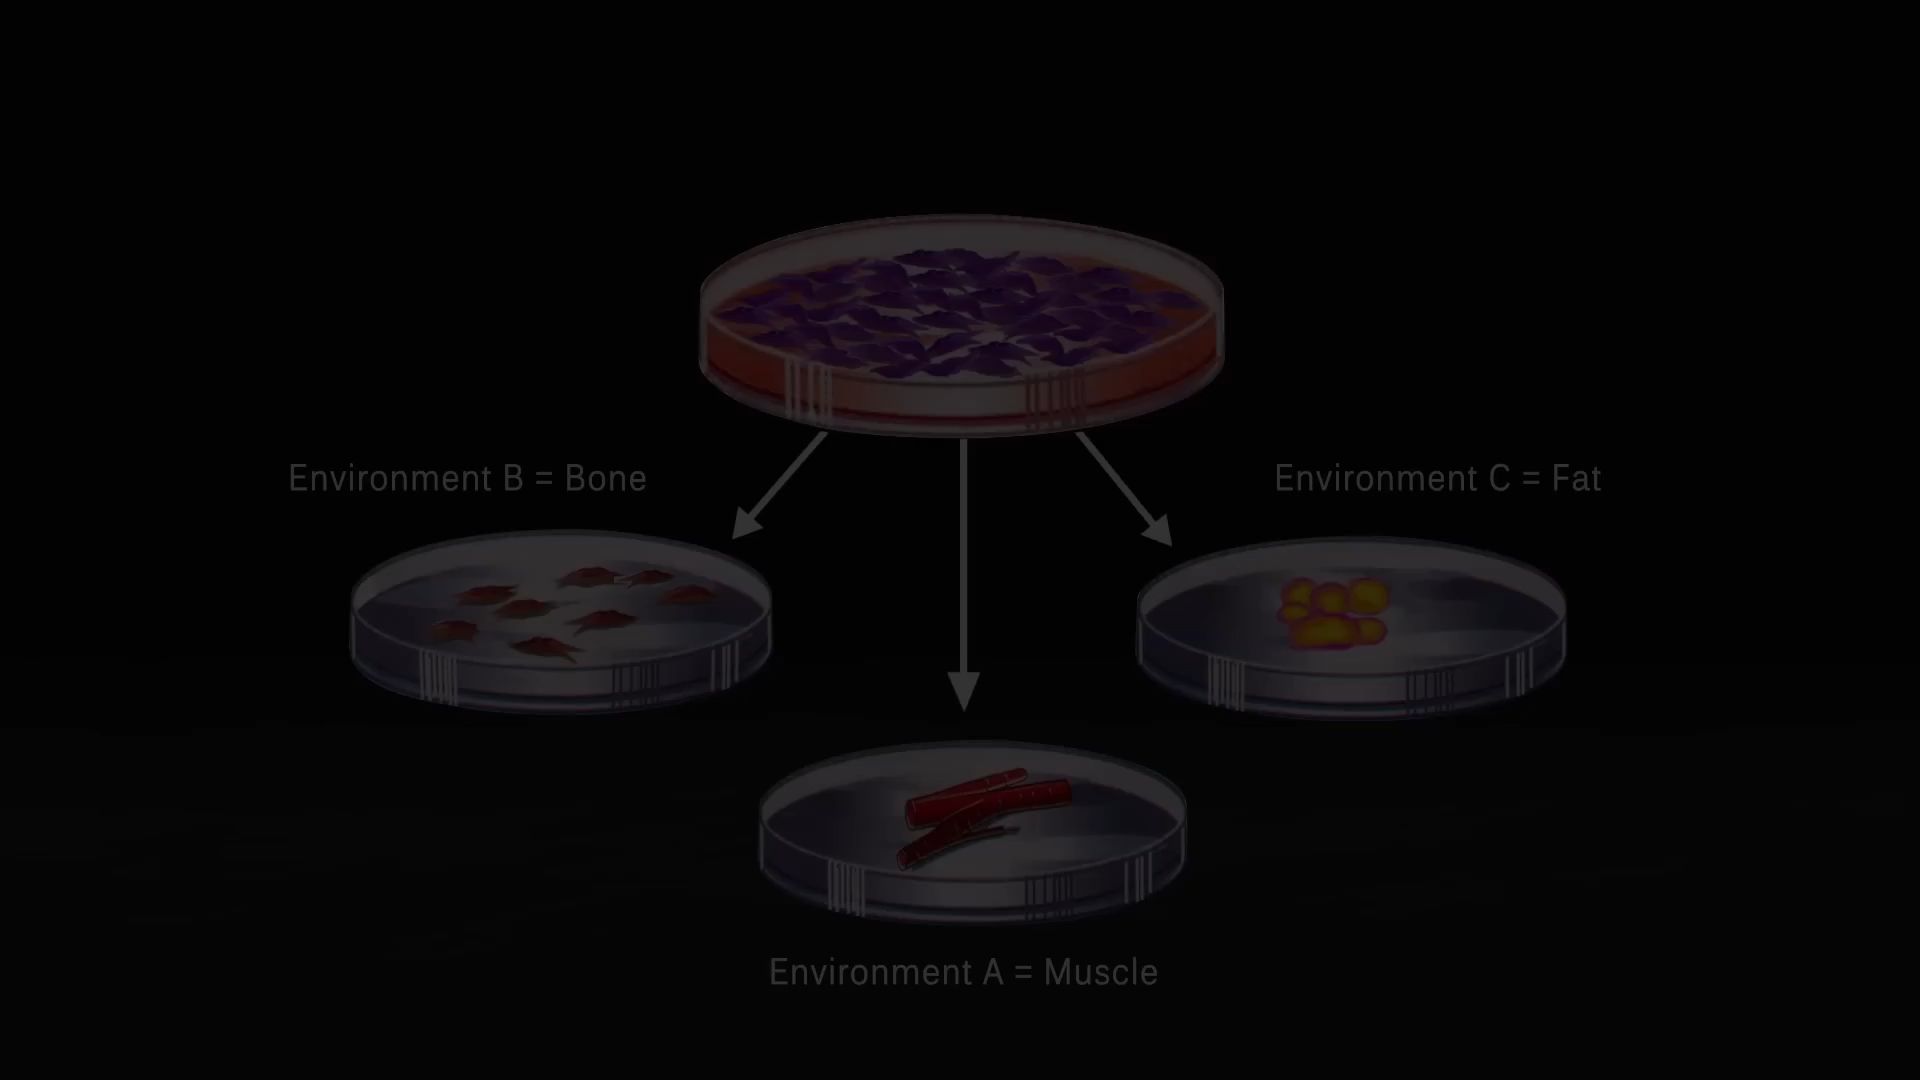 Environment B = Bone
Environment C = Fat
Environment A = Muscle